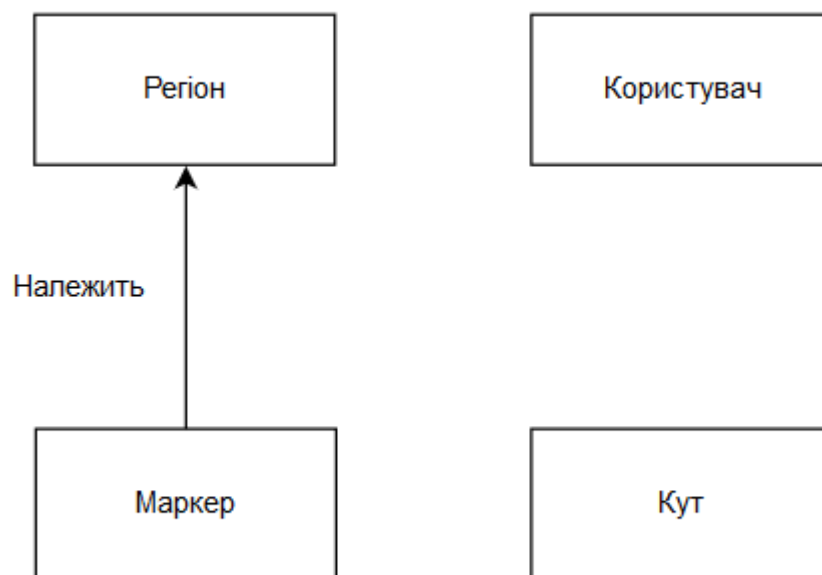 Регіон
Користувач
Належить
Маркер
Кут